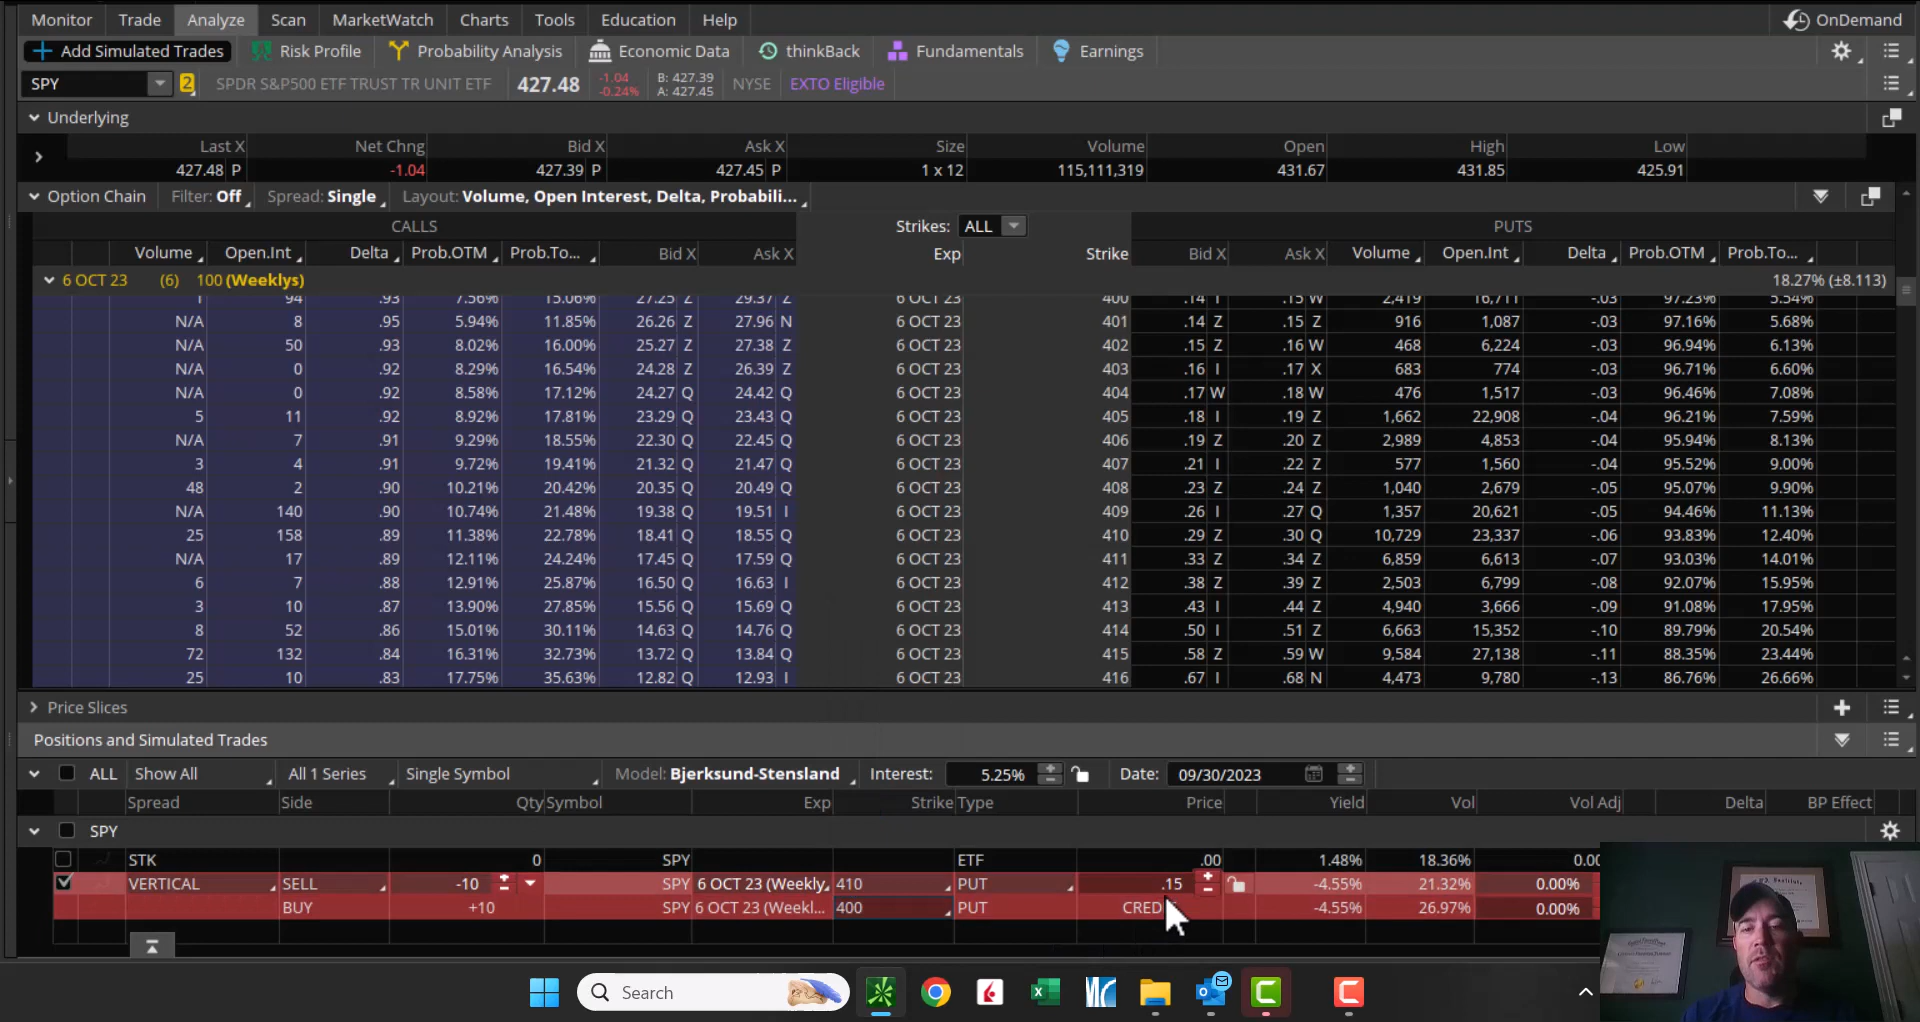 Monitor Trade Analyze Scan MarketWatch Charts Tools Education Help OnDemand
Add Simulated Trades Risk Profile Probability Analysis Economic Data thinkBack Fundamentals Earnings
SPY 2 SPDR S&P500 ETF TRUST TR UNIT ETF 427.48 -1.04 B: 427.39 NYSE EXTO Eligible
-0.24% A: 427.45
Underlying
Last X Net Chng Bid X Ask X Size Volume Open High Low
427.48 P -1.04 427.39 P 427.45 P 1 x 12 115,111,319 431.67 431.85 425.91
Option Chain Filter: Off Spread: Single Layout: Volume, Open Interest, Delta, Probabili...
CALLS Strikes: ALL PUTS
Volume Open.Int Delta Prob.OTM Prob.To... Bid X Ask X Exp Strike Bid X Ask X Volume Open.Int Delta Prob.OTM Prob.To...
6 OCT 23 (6) 100 (Weeklys) 18.27% (±8.113)
1 94 .93 7.56% 15.06% 27.25 Z 29.37 Z 6 OCT 23 400 .14 I .15 W 2,419 16,711 -.03 97.23% 5.54%
N/A 8 .95 5.94% 11.85% 26.26 Z 27.96 N 6 OCT 23 401 .14 Z .15 Z 916 1,087 -.03 97.16% 5.68%
N/A 50 .93 8.02% 16.00% 25.27 Z 27.38 Z 6 OCT 23 402 .15 Z .16 W 468 6,224 -.03 96.94% 6.13%
N/A 0 .92 8.29% 16.54% 24.28 Z 26.39 Z 6 OCT 23 403 .16 I .17 X 683 774 -.03 96.71% 6.60%
N/A 0 .92 8.58% 17.12% 24.27 Q 24.42 Q 6 OCT 23 404 .17 W .18 W 476 1,517 -.03 96.46% 7.08%
5 11 .92 8.92% 17.81% 23.29 Q 23.43 Q 6 OCT 23 405 .18 I .19 Z 1,662 22,908 -.04 96.21% 7.59%
N/A 7 .91 9.29% 18.55% 22.30 Q 22.45 Q 6 OCT 23 406 .19 Z .20 Z 2,989 4,853 -.04 95.94% 8.13%
3 4 .91 9.72% 19.41% 21.32 Q 21.47 Q 6 OCT 23 407 .21 I .22 Z 577 1,560 -.04 95.52% 9.00%
48 2 .90 10.21% 20.42% 20.35 Q 20.49 Q 6 OCT 23 408 .23 Z .24 Z 1,040 2,679 -.05 95.07% 9.90%
N/A 140 .90 10.74% 21.48% 19.38 Q 19.51 I 6 OCT 23 409 .26 I .27 Q 1,357 20,621 -.05 94.46% 11.13%
25 158 .89 11.38% 22.78% 18.41 Q 18.55 Q 6 OCT 23 410 .29 Z .30 Q 10,729 23,337 -.06 93.83% 12.40%
N/A 17 .89 12.11% 24.24% 17.45 Q 17.59 Q 6 OCT 23 411 .33 Z .34 Z 6,859 6,613 -.07 93.03% 14.01%
6 7 .88 12.91% 25.87% 16.50 Q 16.63 I 6 OCT 23 412 .38 Z .39 Z 2,503 6,799 -.08 92.07% 15.95%
3 10 .87 13.90% 27.85% 15.56 Q 15.69 Q 6 OCT 23 413 .43 I .44 Z 4,940 3,666 -.09 91.08% 17.95%
8 52 .86 15.01% 30.11% 14.63 Q 14.76 Q 6 OCT 23 414 .50 I .51 Z 6,663 15,352 -.10 89.79% 20.54%
72 132 .84 16.31% 32.73% 13.72 Q 13.84 Q 6 OCT 23 415 .58 Z .59 W 9,584 27,138 -.11 88.35% 23.44%
25 10 .83 17.75% 35.63% 12.82 Q 12.93 I 6 OCT 23 416 .67 I .68 N 4,473 9,780 -.13 86.76% 26.66%
Price Slices
Positions and Simulated Trades
ALL Show All All 1 Series Single Symbol Model: Bjerksund-Stensland Interest: 5.25% Date: 09/30/2023
Spread Side Qty Symbol Exp Strike Type Price Yield Vol Vol Adj Delta BP Effect
SPY
STK 0 SPY ETF .00 1.48% 18.36% 0.00
VERTICAL SELL -10 SPY 6 OCT 23 (Weekly 410 PUT .15 -4.55% 21.32% 0.00%
BUY +10 SPY 6 OCT 23 (Weekl... 400 PUT CRED -4.55% 26.97% 0.00%
Search